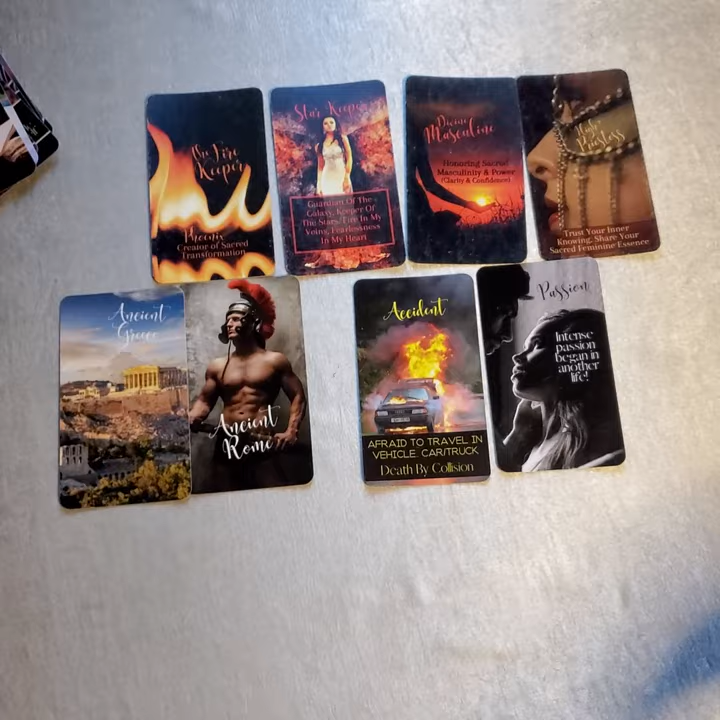 On Fire
Keeper
Phoenix
Creator of Sacred
Transformation
Star Keeper
Guardian Of The
Galaxy, Keeper Of
The Stars, Fire In My
Veins, Fearlessness
In My Heart
Divine
Masculine
Honoring Sacred
Masculinity & Power
(Clarity & Confidence)
High
Priestess
Trust Your Inner
Knowing, Share Your
Sacred Feminine Essence
Ancient
Greece
Ancient
Rome
Accident
AFRAID TO TRAVEL IN
VEHICLE CAR/TRUCK
Death By Collision
Passion
Intense
passion
began in
another
life!